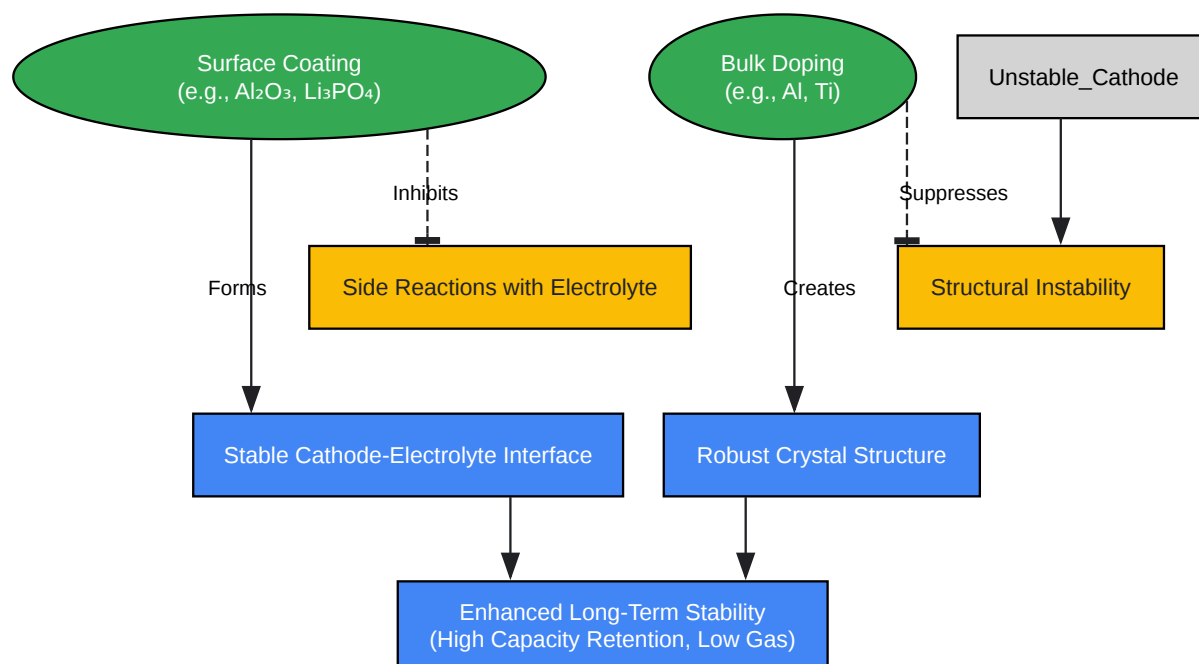 Surface Coating
(e.g., Al₂O₃, Li₃PO₄)
Bulk Doping
(e.g., Al, Ti)
Unstable_Cathode
Inhibits
Suppresses
Forms
Side Reactions with Electrolyte
Creates
Structural Instability
Stable Cathode-Electrolyte Interface
Robust Crystal Structure
Enhanced Long-Term Stability
(High Capacity Retention, Low Gas)